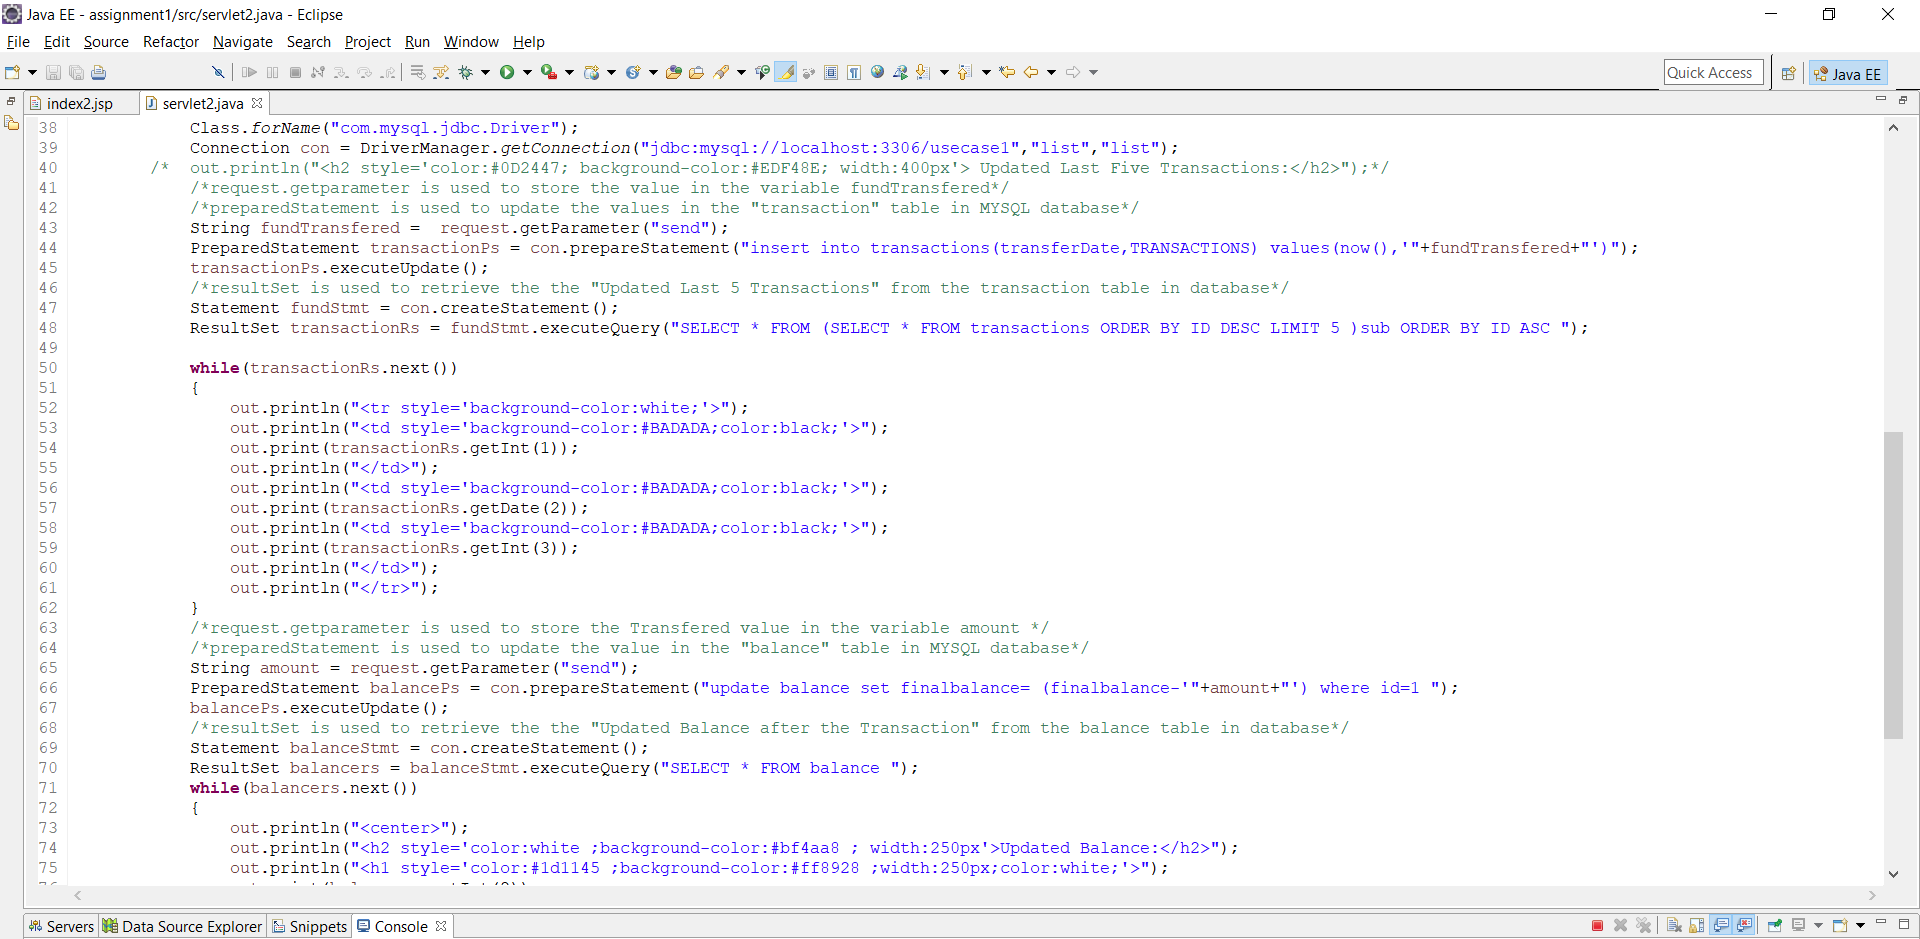 Java EE - assignment1/src/servlet2.java - Eclipse
File Edit Source Refactor Navigate Search Project Run Window Help
Quick Access Java EE
index2.jsp servlet2.java
38 Class.forName("com.mysql.jdbc.Driver");
39 Connection con = DriverManager.getConnection("jdbc:mysql://localhost:3306/usecase1","list","list");
40 /* out.println("<h2 style='color:#0D2447; background-color:#EDF48E; width:400px'> Updated Last Five Transactions:</h2>");*/
41 /*request.getparameter is used to store the value in the variable fundTransfered*/
42 /*preparedStatement is used to update the values in the "transaction" table in MYSQL database*/
43 String fundTransfered =  request.getParameter("send");
44 PreparedStatement transactionPs = con.prepareStatement("insert into transactions(transferDate,TRANSACTIONS) values(now(),'"+fundTransfered+"')");
45 transactionPs.executeUpdate();
46 /*resultSet is used to retrieve the the "Updated Last 5 Transactions" from the transaction table in database*/
47 Statement fundStmt = con.createStatement();
48 ResultSet transactionRs = fundStmt.executeQuery("SELECT * FROM (SELECT * FROM transactions ORDER BY ID DESC LIMIT 5 )sub ORDER BY ID ASC ");
49
50 while(transactionRs.next())
51 {
52 out.println("<tr style='background-color:white;'>");
53 out.println("<td style='background-color:#BADADA;color:black;'>");
54 out.print(transactionRs.getInt(1));
55 out.println("</td>");
56 out.println("<td style='background-color:#BADADA;color:black;'>");
57 out.print(transactionRs.getDate(2));
58 out.println("<td style='background-color:#BADADA;color:black;'>");
59 out.print(transactionRs.getInt(3));
60 out.println("</td>");
61 out.println("</tr>");
62 }
63 /*request.getparameter is used to store the Transfered value in the variable amount */
64 /*preparedStatement is used to update the value in the "balance" table in MYSQL database*/
65 String amount = request.getParameter("send");
66 PreparedStatement balancePs = con.prepareStatement("update balance set finalbalance= (finalbalance-'"+amount+"') where id=1 ");
67 balancePs.executeUpdate();
68 /*resultSet is used to retrieve the the "Updated Balance after the Transaction" from the balance table in database*/
69 Statement balanceStmt = con.createStatement();
70 ResultSet balancers = balanceStmt.executeQuery("SELECT * FROM balance ");
71 while(balancers.next())
72 {
73 out.println("<center>");
74 out.println("<h2 style='color:white ;background-color:#bf4aa8 ; width:250px'>Updated Balance:</h2>");
75 out.println("<h1 style='color:#1d1145 ;background-color:#ff8928 ;width:250px;color:white;'>");
Servers Data Source Explorer Snippets Console